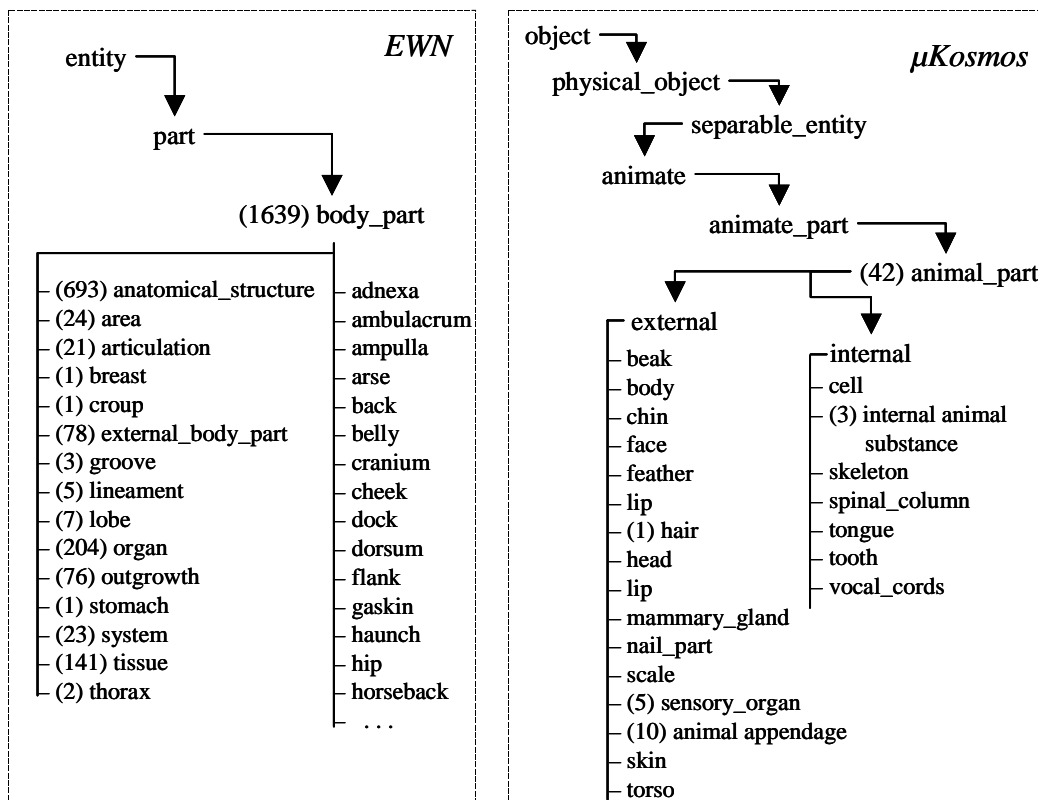 EWN
entity
part
(1639) body_part
(693) anatomical_structure
(24) area
(21) articulation
(1) breast
(1) croup
(78) external_body_part
(3) groove
(5) lineament
(7) lobe
(204) organ
(76) outgrowth
(1) stomach
(23) system
(141) tissue
(2) thorax
adnexa
ambulacrum
ampulla
arse
back
belly
cranium
cheek
dock
dorsum
flank
gaskin
haunch
hip
horseback
. . .
µKosmos
object
physical_object
separable_entity
animate
animate_part
(42) animal_part
external
beak
body
chin
face
feather
lip
(1) hair
head
lip
mammary_gland
nail_part
scale
(5) sensory_organ
(10) animal appendage
skin
torso
internal
cell
(3) internal animal
substance
skeleton
spinal_column
tongue
tooth
vocal_cords